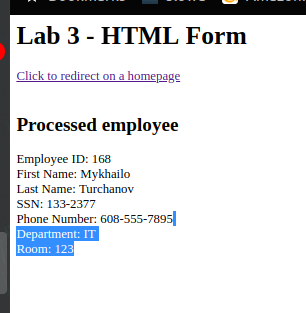 Lab 3 - HTML Form
Click to redirect on a homepage
Processed employee
Employee ID: 168
First Name: Mykhailo
Last Name: Turchanov
SSN: 133-2377
Phone Number: 608-555-7895
Department: IT
Room: 123